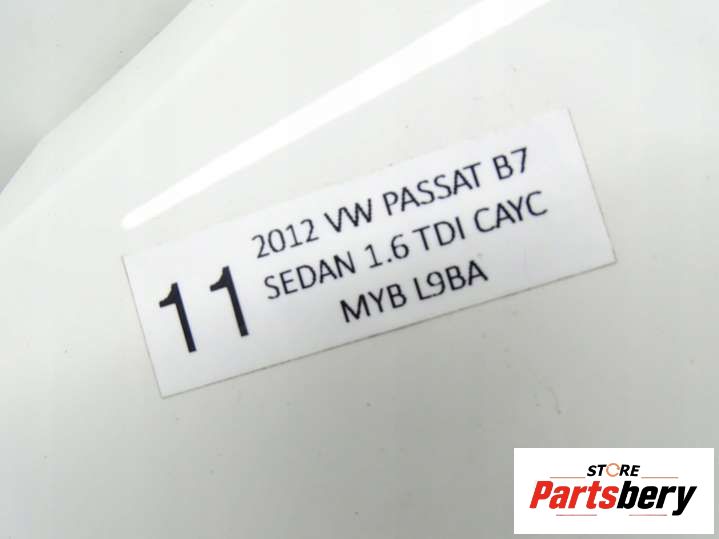 11
2012 VW PASSAT B7
SEDAN 1.6 TDI CAYC
MYB L9BA
STORE
Partsbery